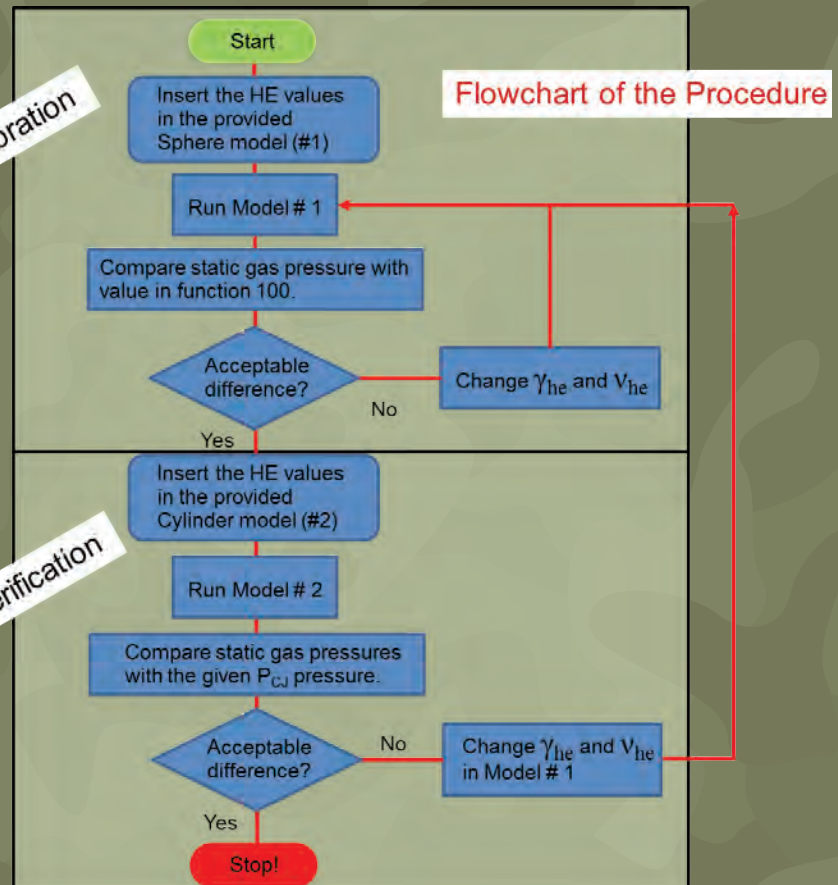 Flowchart of the Procedure
Start
Insert the HE values
in the provided
Sphere model (#1)
Run Model # 1
Compare static gas pressure with
value in function 100.
Acceptable
difference?
No
Change γhe and νhe
Yes
Insert the HE values
in the provided
Cylinder model (#2)
Run Model # 2
Compare static gas pressures
with the given PCJ pressure.
Acceptable
difference?
No
Change γhe and νhe
in Model # 1
Yes
Stop!